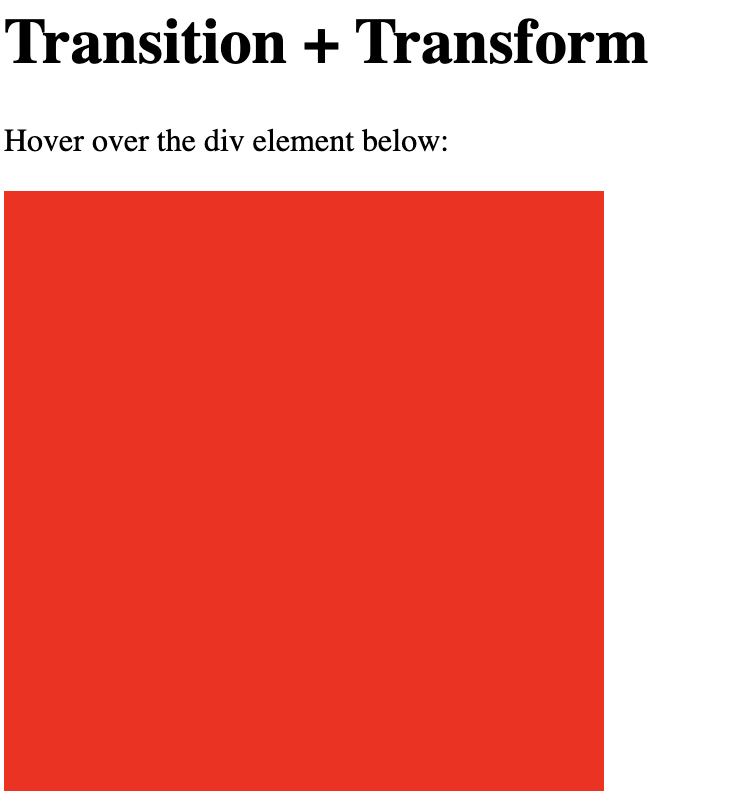 Transition + Transform
Hover over the div element below: